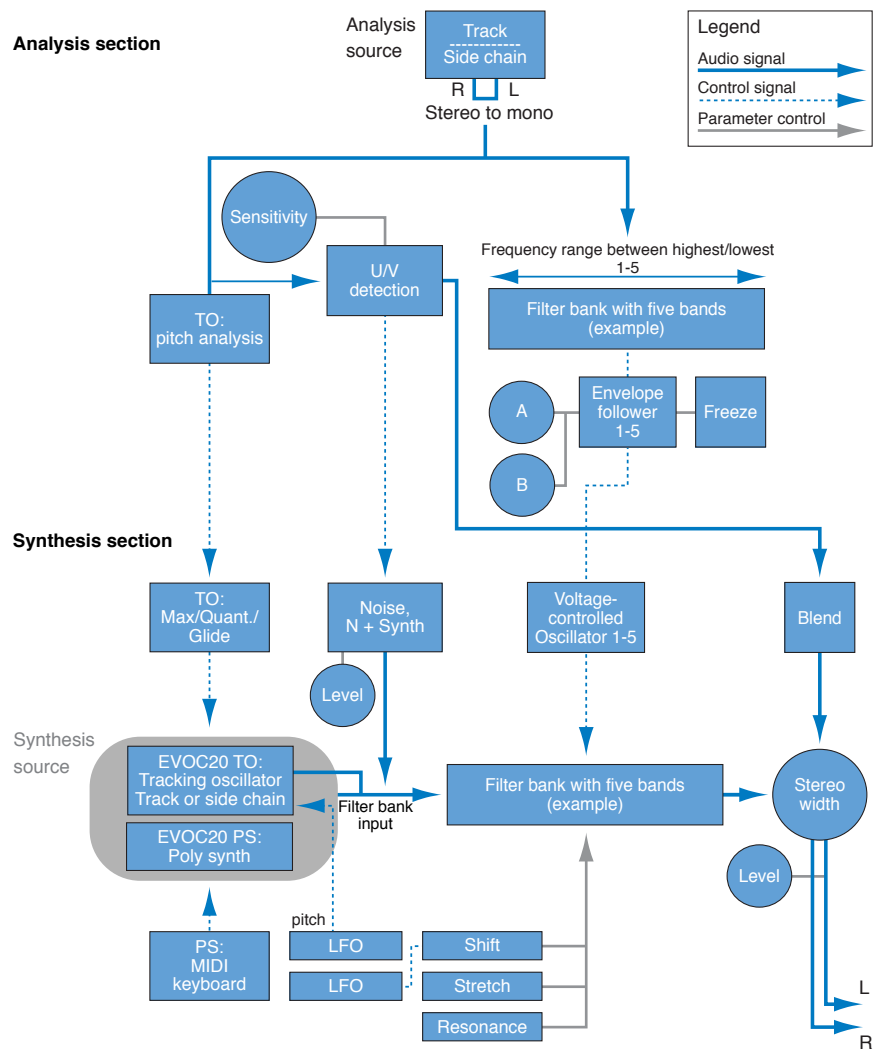 Analysis section
Analysis
source
Track
Side chain
R
L
Stereo to mono
Legend
Audio signal
Control signal
Parameter control
Sensitivity
U/V
detection
Frequency range between highest/lowest
1-5
TO:
pitch analysis
Filter bank with five bands
(example)
A
B
Envelope
follower
1-5
Freeze
Synthesis section
TO:
Max/Quant./
Glide
Noise,
N + Synth
Level
Voltage-
controlled
Oscillator 1-5
Blend
Synthesis
source
EVOC20 TO:
Tracking oscillator
Track or side chain
EVOC20 PS:
Poly synth
Filter bank
input
Filter bank with five bands
(example)
Stereo
width
Level
PS:
MIDI
keyboard
pitch
LFO
LFO
Shift
Stretch
Resonance
L
R